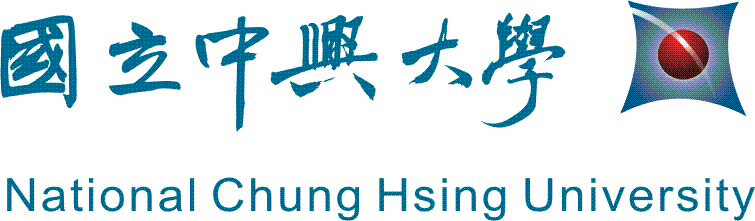 國立中興大學
National Chung Hsing University